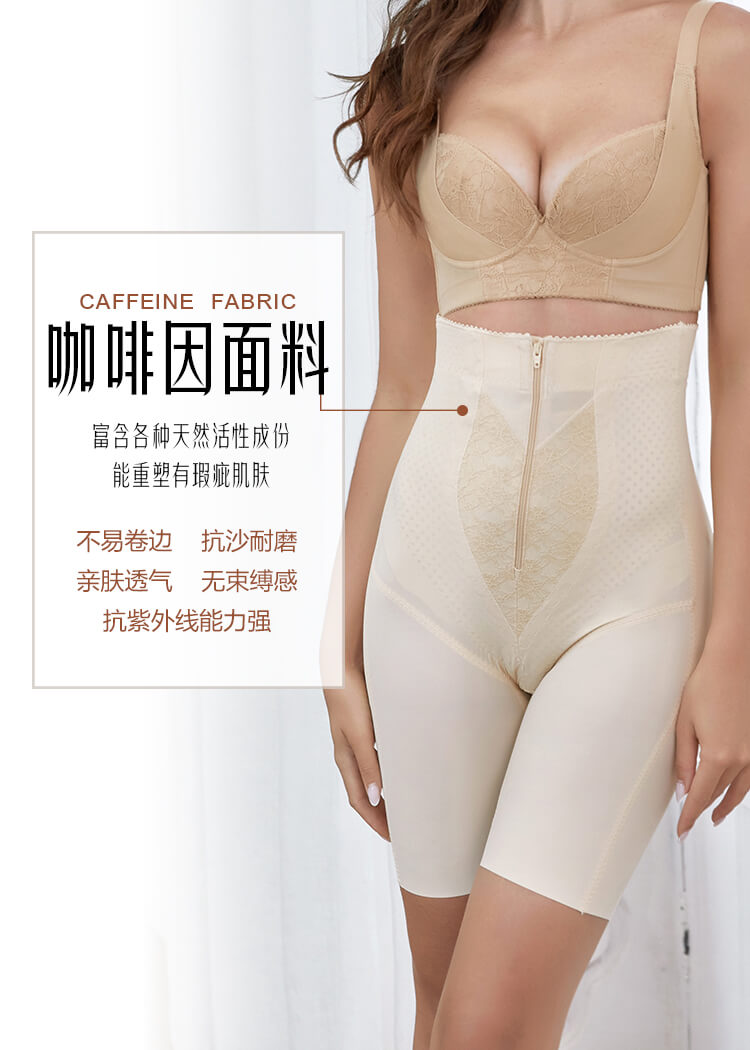 CAFFEINE FABRIC
咖啡因面料
富含各种天然活性成份
能重塑有瑕疵肌肤
不易卷边 抗沙耐磨
亲肤透气 无束缚感
抗紫外线能力强